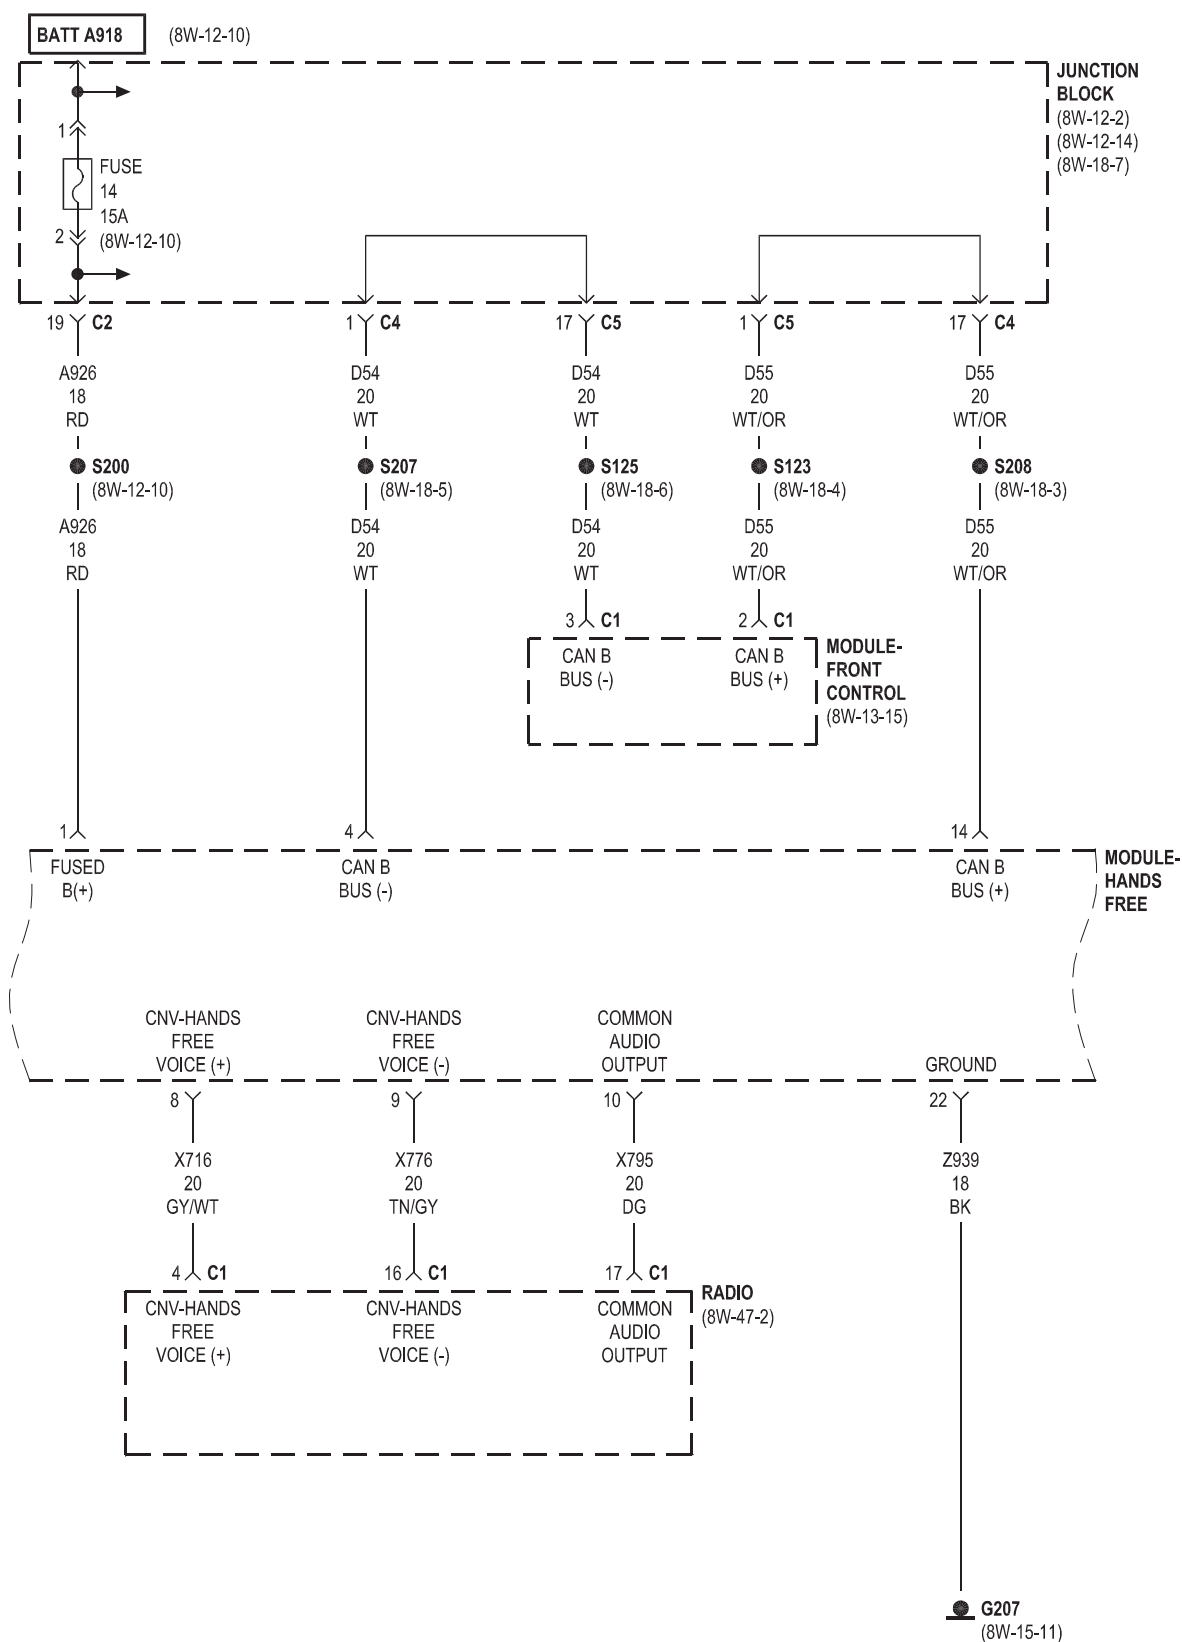 BATT A918 (8W-12-10)
JUNCTION
BLOCK
(8W-12-2)
(8W-12-14)
(8W-18-7)
1
FUSE
14
15A
2 (8W-12-10)
19 C2 1 C4 17 C5 1 C5 17 C4
A926 D54 D54 D55 D55
18 20 20 20 20
RD WT WT WT/OR WT/OR
S200 S207 S125 S123 S208
(8W-12-10) (8W-18-5) (8W-18-6) (8W-18-4) (8W-18-3)
A926 D54 D54 D55 D55
18 20 20 20 20
RD WT WT WT/OR WT/OR
3 C1 2 C1
CAN B CAN B
BUS (-) BUS (+)
MODULE-
FRONT
CONTROL
(8W-13-15)
1 4 14
FUSED CAN B CAN B
B(+) BUS (-) BUS (+)
MODULE-
HANDS
FREE
CNV-HANDS CNV-HANDS COMMON
FREE FREE AUDIO
VOICE (+) VOICE (-) OUTPUT GROUND
8 9 10 22
X716 X776 X795 Z939
20 20 20 18
GY/WT TN/GY DG BK
4 C1 16 C1 17 C1
RADIO
(8W-47-2)
CNV-HANDS CNV-HANDS COMMON
FREE FREE AUDIO
VOICE (+) VOICE (-) OUTPUT
G207
(8W-15-11)